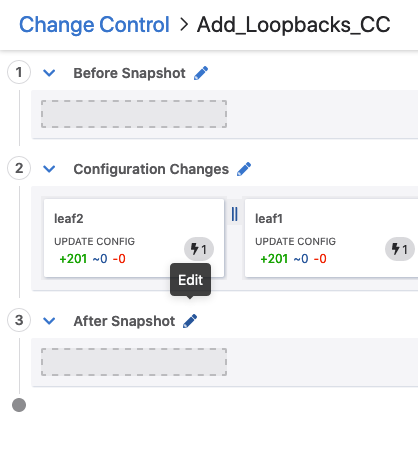 Change Control > Add_Loopbacks_CC
1 Before Snapshot
2 Configuration Changes
leaf2 leaf1
UPDATE CONFIG 1 UPDATE CONFIG 1
+201 ~0 -0 +201 ~0 -0
Edit
3 After Snapshot